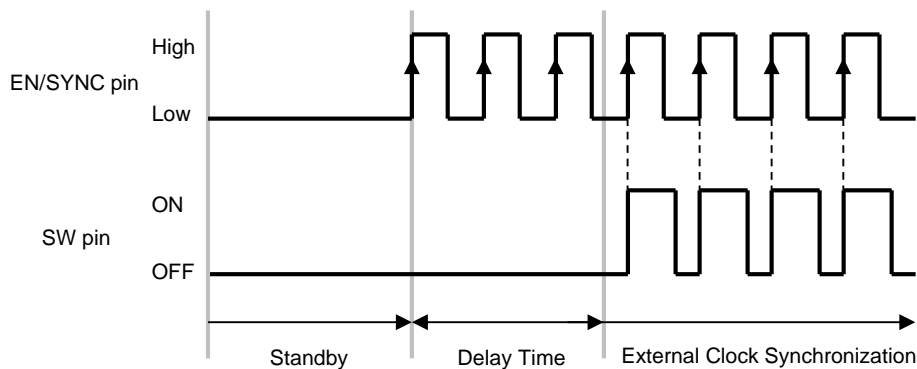 High
EN/SYNC pin
Low
ON
SW pin
OFF
Standby
Delay Time
External Clock Synchronization